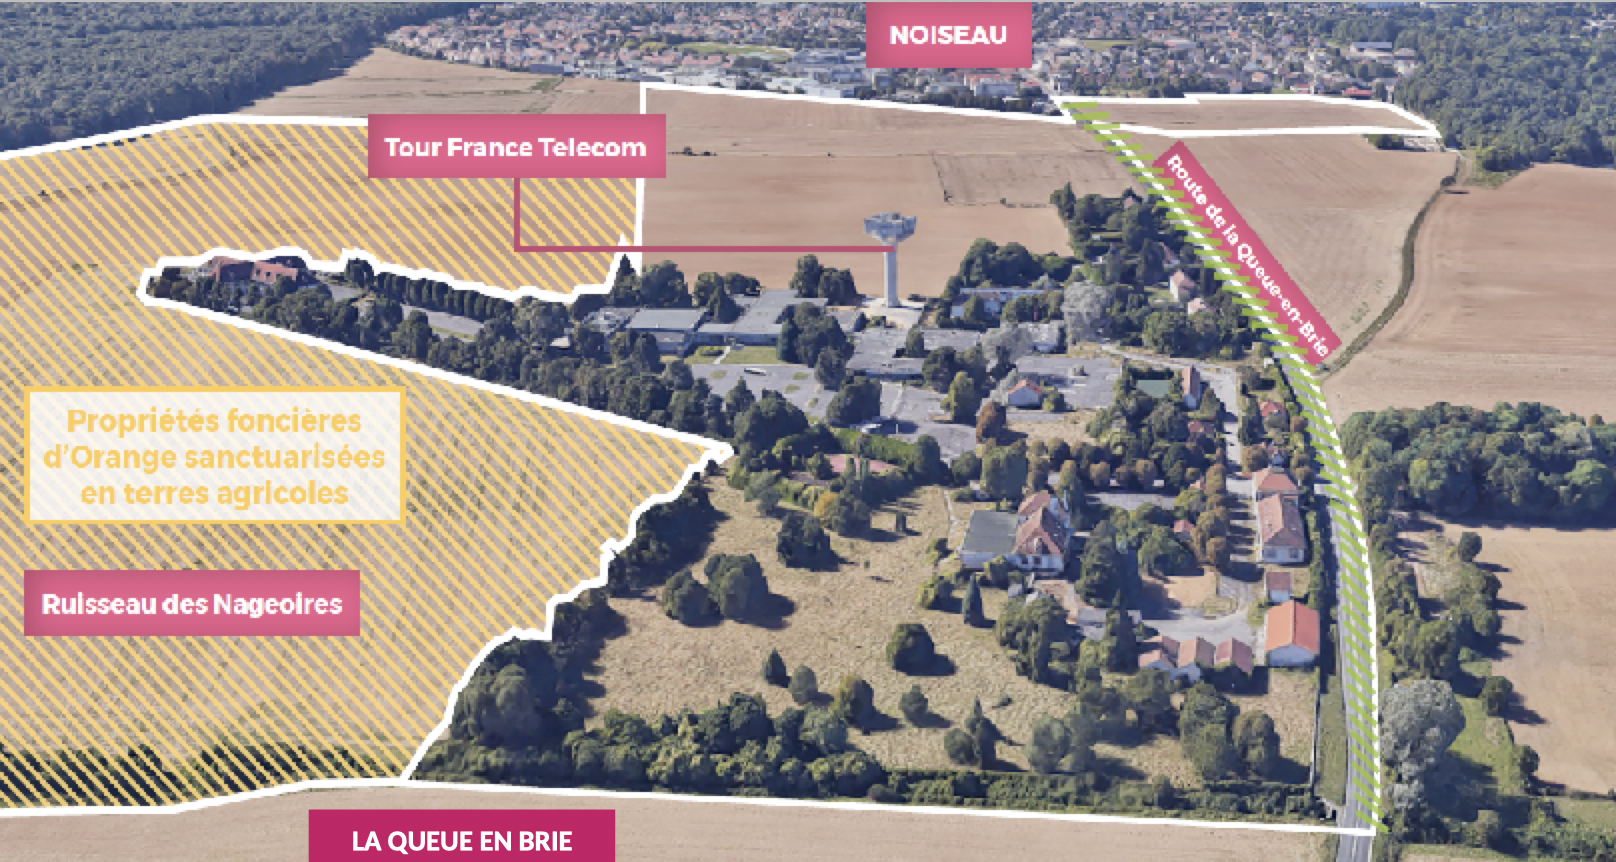 NOISEAU
Tour France Telecom
Route de la Queue-en-Brie
Propriétés foncières
d'Orange sanctuarisées
en terres agricoles
Ruisseau des Nageoires
LA QUEUE EN BRIE